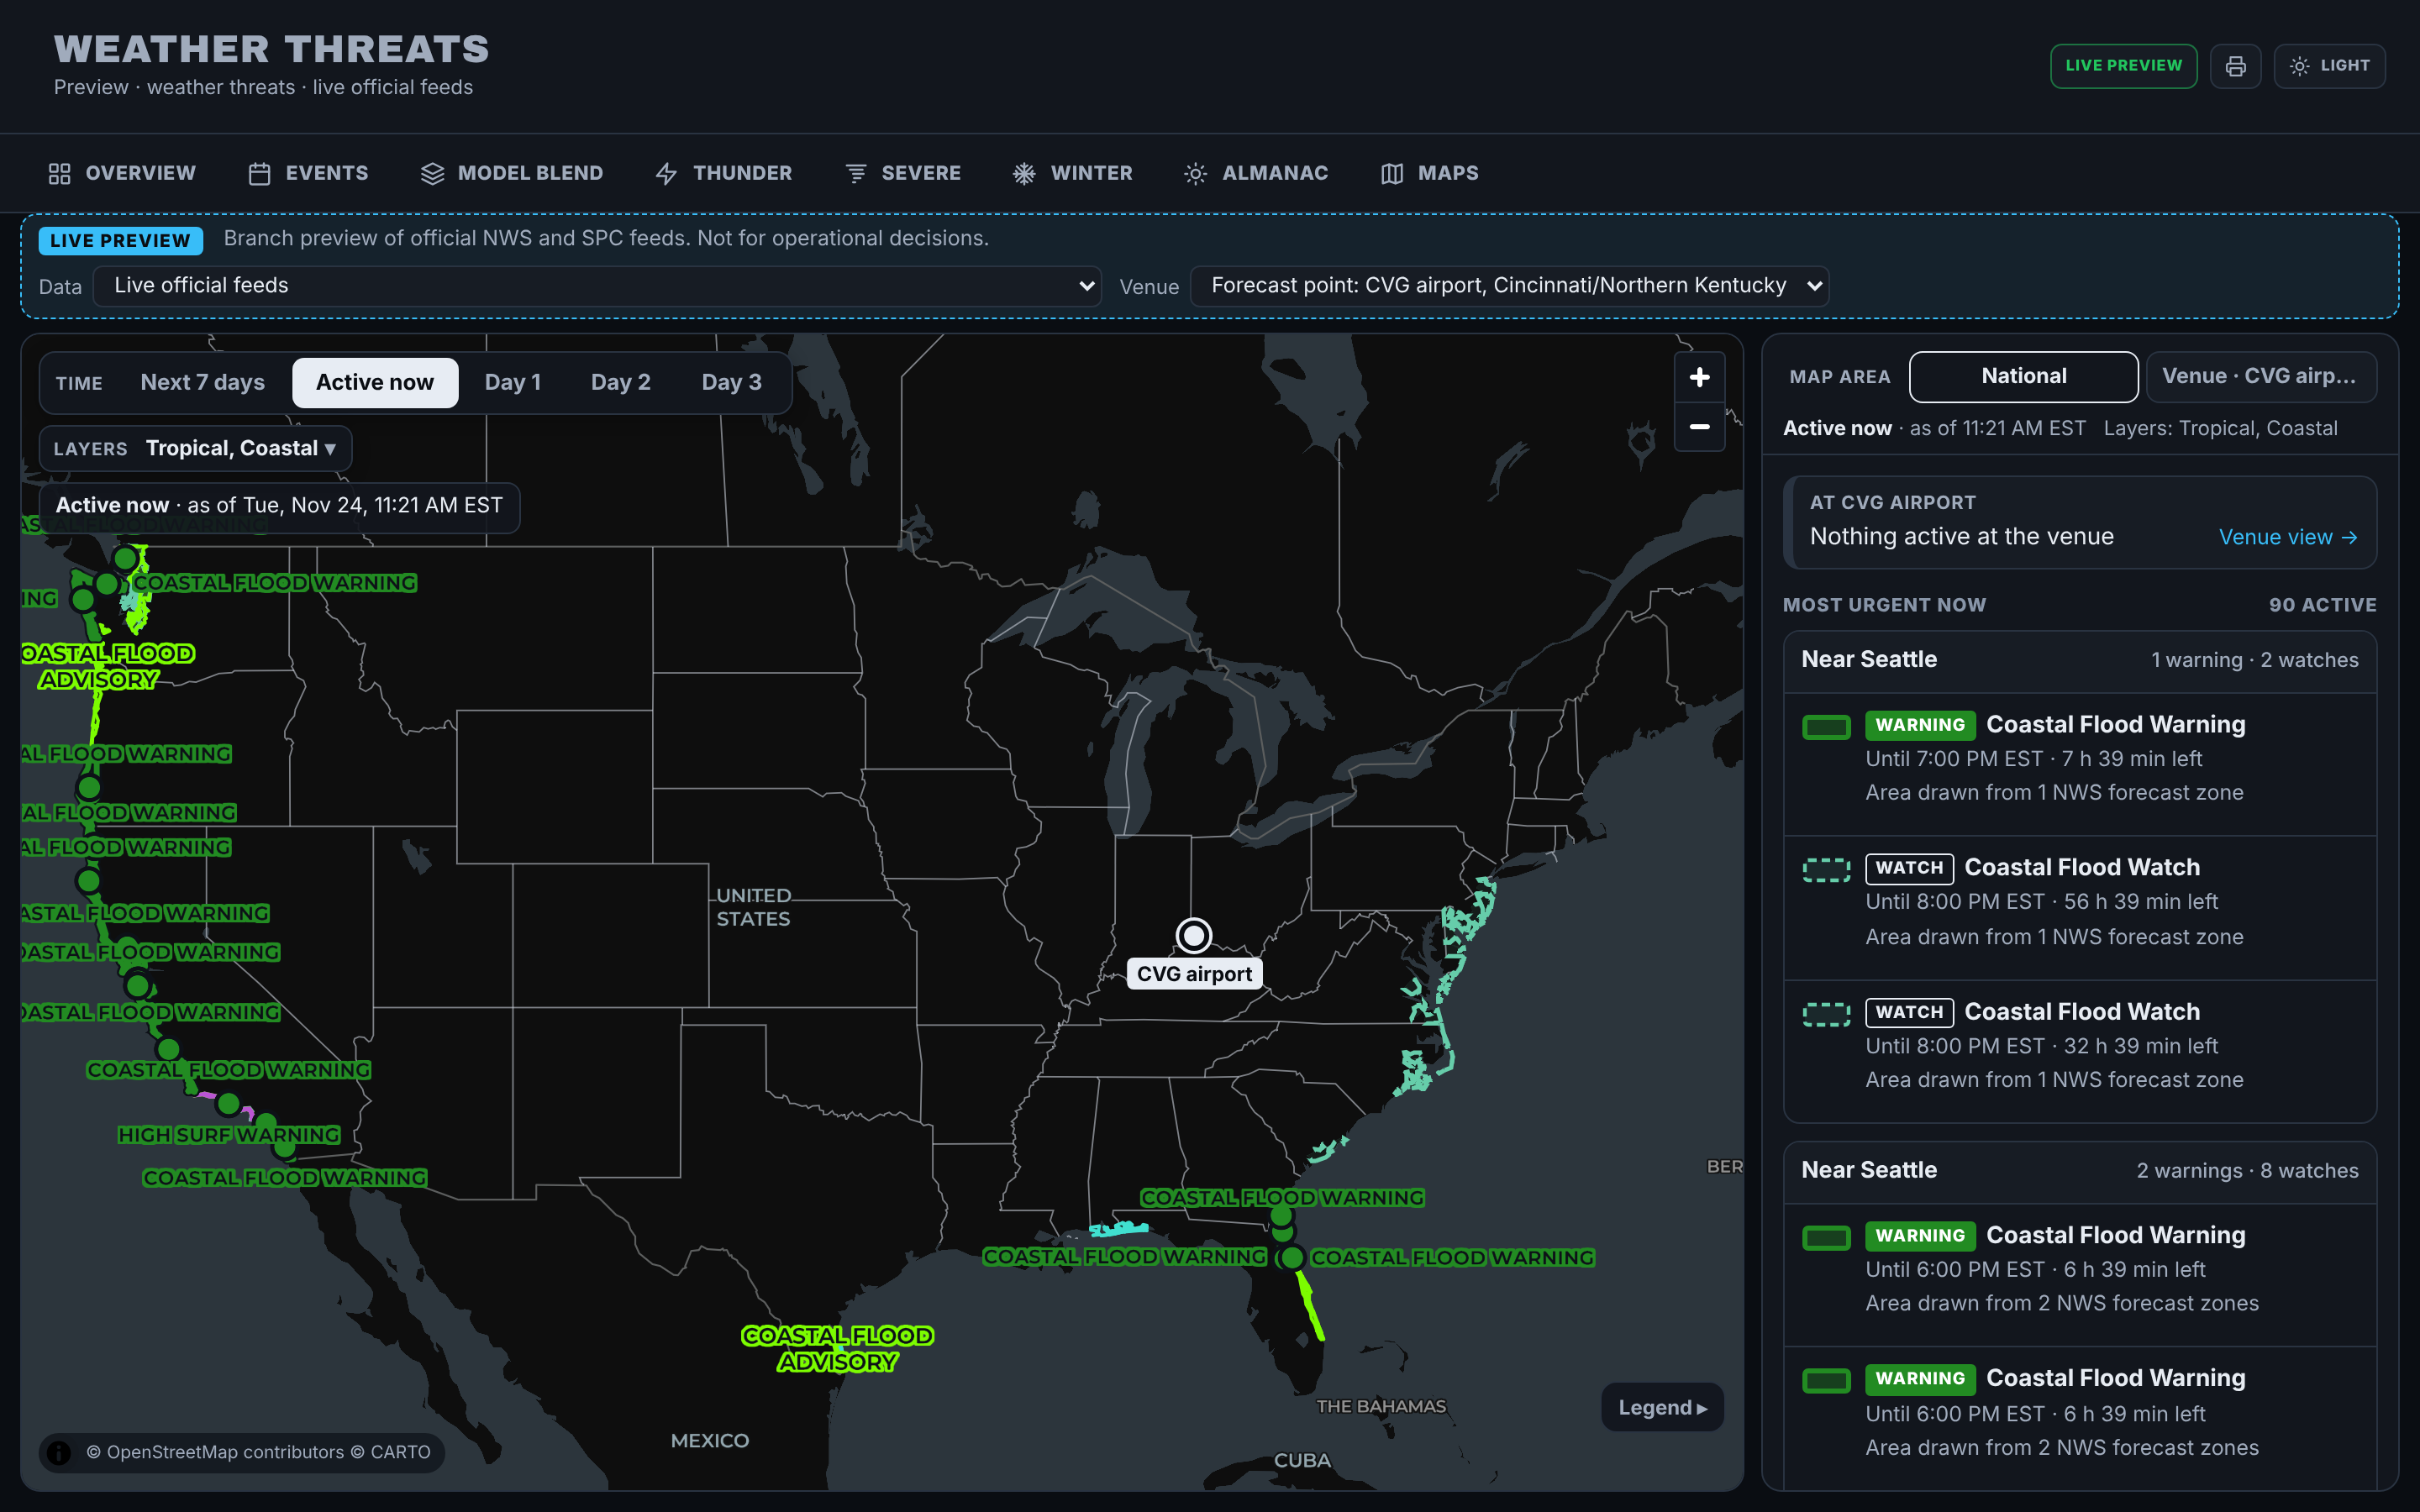 WEATHER THREATS
Preview · weather threats · live official feeds
LIVE PREVIEW
LIGHT
OVERVIEW
EVENTS
MODEL BLEND
THUNDER
SEVERE
WINTER
ALMANAC
MAPS
LIVE PREVIEW Branch preview of official NWS and SPC feeds. Not for operational decisions.
Data Live official feeds
Venue Forecast point: CVG airport, Cincinnati/Northern Kentucky
TIME Next 7 days Active now Day 1 Day 2 Day 3
LAYERS Tropical, Coastal ▾
Active now · as of Tue, Nov 24, 11:21 AM EST
+
−
ASTAL FLOOD WARNING
COASTAL FLOOD WARNING
ING
OASTAL FLOOD
ADVISORY
AL FLOOD WARNING
AL FLOOD WARNING
AL FLOOD WARNING
ASTAL FLOOD WARNING
OASTAL FLOOD WARNING
OASTAL FLOOD WARNING
COASTAL FLOOD WARNING
HIGH SURF WARNING
COASTAL FLOOD WARNING
UNITED
STATES
CVG airport
BER
COASTAL FLOOD WARNING
COASTAL FLOOD WARNING
COASTAL FLOOD WARNING
COASTAL FLOOD
ADVISORY
THE BAHAMAS
MEXICO
CUBA
Legend ▸
© OpenStreetMap contributors © CARTO
MAP AREA National Venue · CVG airp...
Active now · as of 11:21 AM EST Layers: Tropical, Coastal
AT CVG AIRPORT
Nothing active at the venue
Venue view →
MOST URGENT NOW
90 ACTIVE
Near Seattle
1 warning · 2 watches
WARNING Coastal Flood Warning
Until 7:00 PM EST · 7 h 39 min left
Area drawn from 1 NWS forecast zone
WATCH Coastal Flood Watch
Until 8:00 PM EST · 56 h 39 min left
Area drawn from 1 NWS forecast zone
WATCH Coastal Flood Watch
Until 8:00 PM EST · 32 h 39 min left
Area drawn from 1 NWS forecast zone
Near Seattle
2 warnings · 8 watches
WARNING Coastal Flood Warning
Until 6:00 PM EST · 6 h 39 min left
Area drawn from 2 NWS forecast zones
WARNING Coastal Flood Warning
Until 6:00 PM EST · 6 h 39 min left
Area drawn from 2 NWS forecast zones